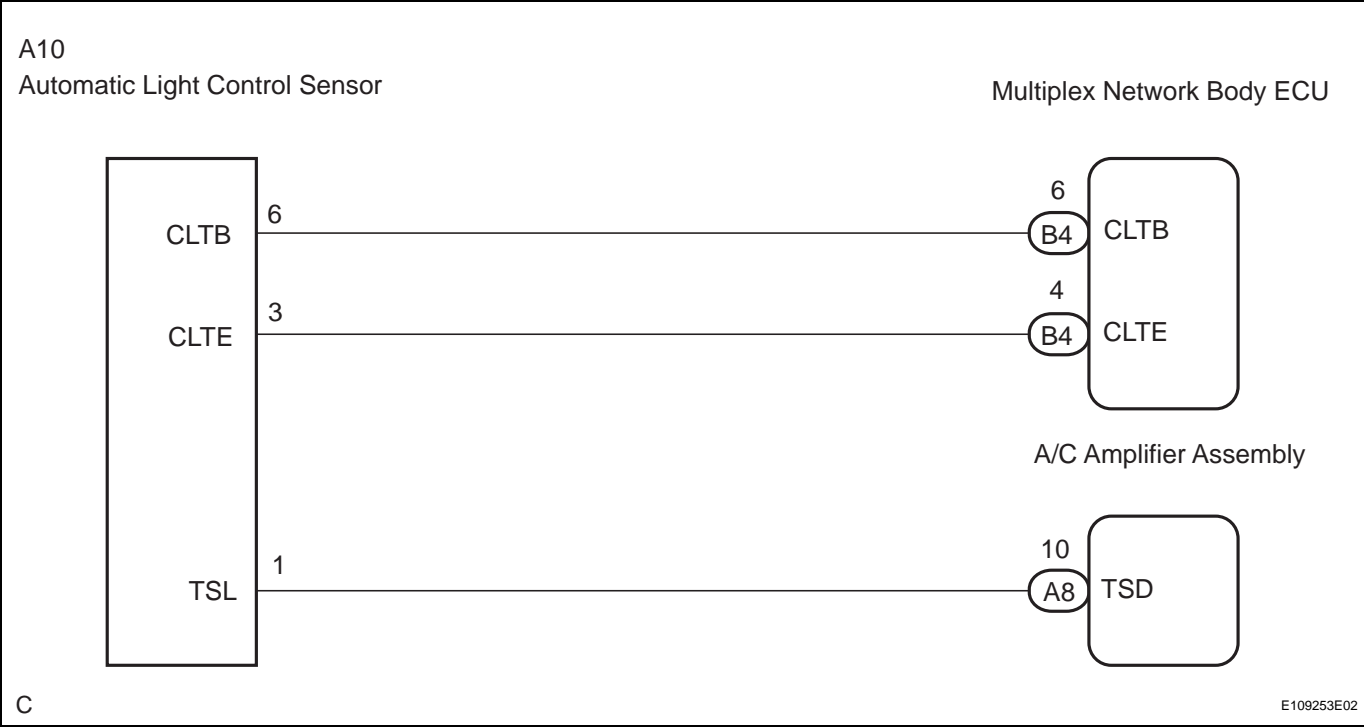 A10
Automatic Light Control Sensor
Multiplex Network Body ECU
6
6
CLTB
B4
CLTB
3
4
CLTE
B4
CLTE
A/C Amplifier Assembly
1
10
TSL
A8
TSD
C
E109253E02